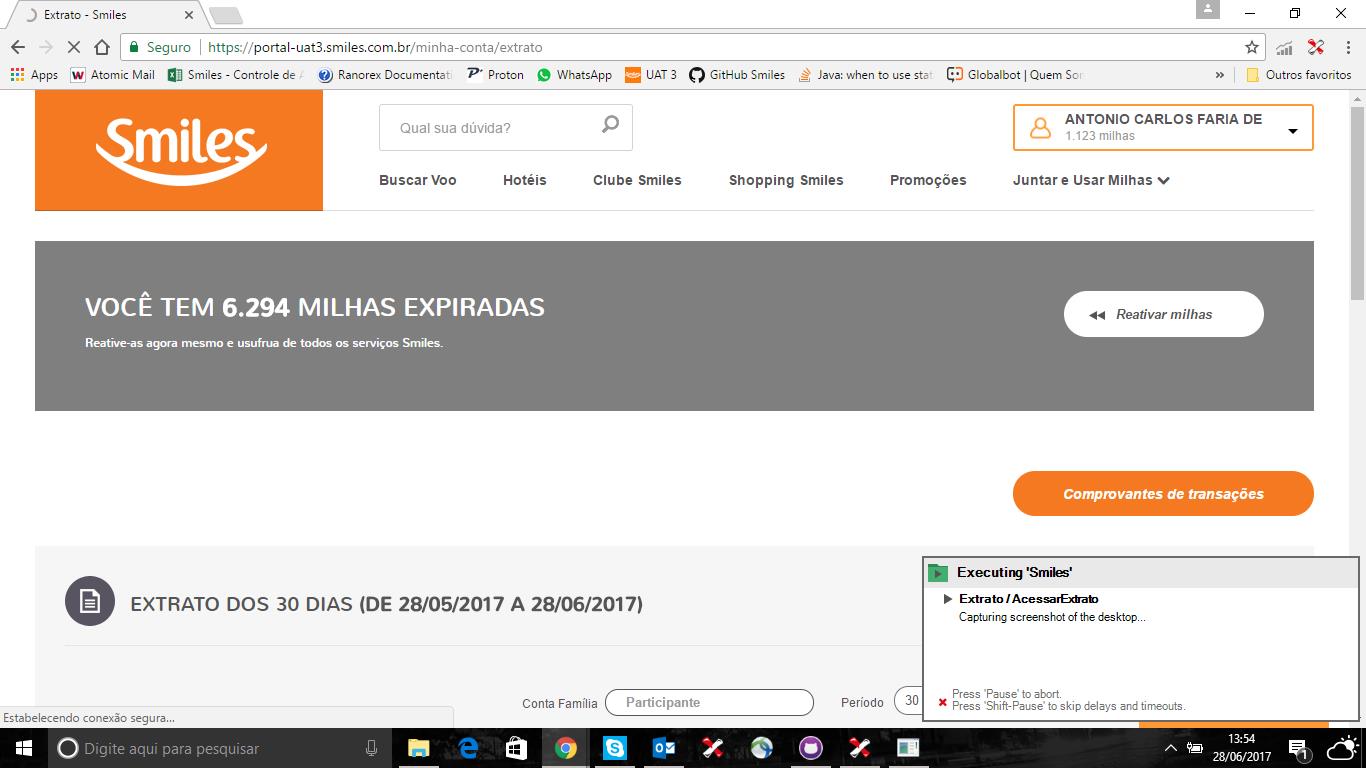 Extrato - Smiles
Seguro | https://portal-uat3.smiles.com.br/minha-conta/extrato
Apps Atomic Mail Smiles - Controle de Ranorex Documentati Proton WhatsApp UAT 3 GitHub Smiles Java: when to use stat Globalbot | Quem Son » Outros favoritos
Smiles
Qual sua dúvida?
ANTONIO CARLOS FARIA DE
1.123 milhas
Buscar Voo Hotéis Clube Smiles Shopping Smiles Promoções Juntar e Usar Milhas
VOCÊ TEM 6.294 MILHAS EXPIRADAS
Reative-as agora mesmo e usufrua de todos os serviços Smiles.
Reativar milhas
Comprovantes de transações
EXTRATO DOS 30 DIAS (DE 28/05/2017 A 28/06/2017)
Conta Família Participante Período 30
Executing 'Smiles'
Extrato / AcessarExtrato
Capturing screenshot of the desktop...
Press 'Pause' to abort.
Press 'Shift-Pause' to skip delays and timeouts.
Estabelecendo conexão segura...
Digite aqui para pesquisar
13:54
28/06/2017
1